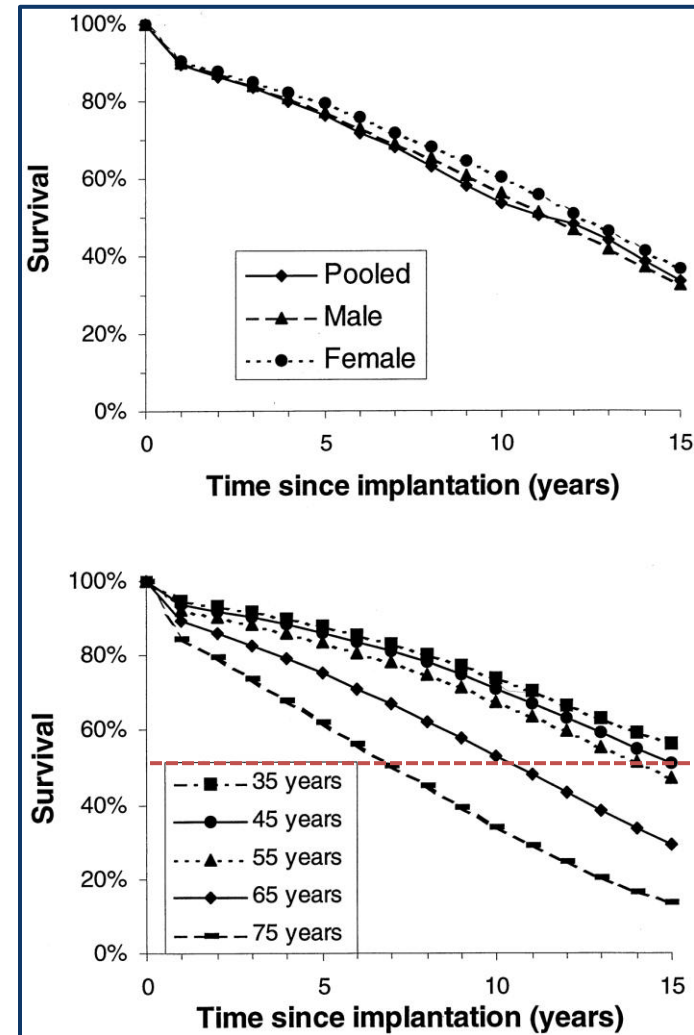 100%
80%
60%
40%
20%
0%
Survival
Pooled
Male
Female
0 5 10 15
Time since implantation (years)
100%
80%
60%
40%
20%
0%
Survival
35 years
45 years
55 years
65 years
75 years
0 5 10 15
Time since implantation (years)